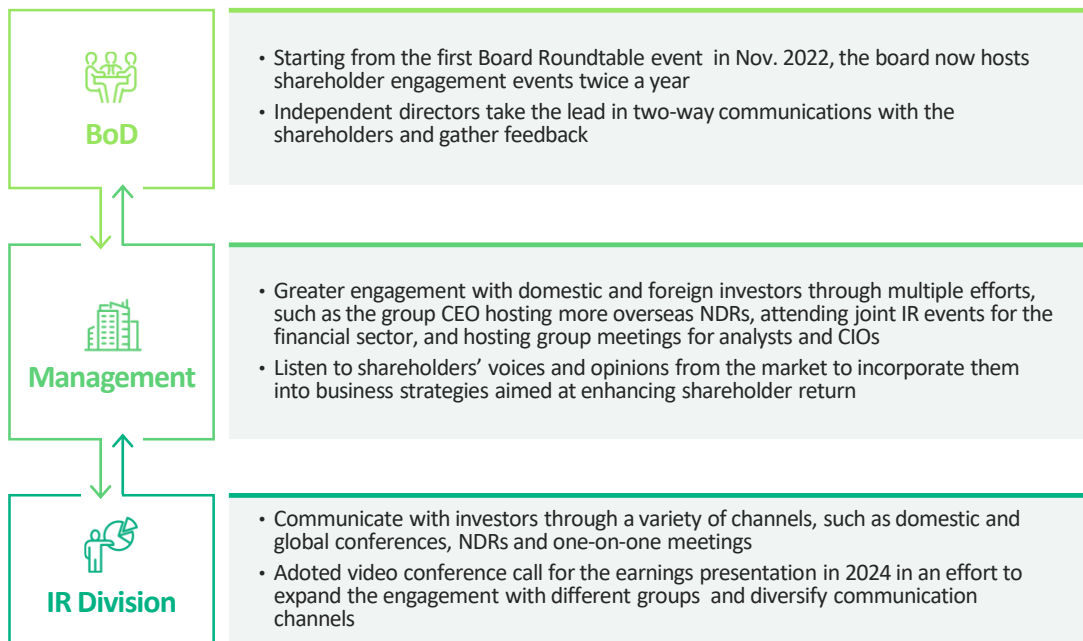 BoD
• Starting from the first Board Roundtable event in Nov. 2022, the board now hosts
shareholder engagement events twice a year
• Independent directors take the lead in two-way communications with the
shareholders and gather feedback
Management
• Greater engagement with domestic and foreign investors through multiple efforts,
such as the group CEO hosting more overseas NDRs, attending joint IR events for the
financial sector, and hosting group meetings for analysts and CIOs
• Listen to shareholders’ voices and opinions from the market to incorporate them
into business strategies aimed at enhancing shareholder return
IR Division
• Communicate with investors through a variety of channels, such as domestic and
global conferences, NDRs and one-on-one meetings
• Adoted video conference call for the earnings presentation in 2024 in an effort to
expand the engagement with different groups and diversify communication
channels